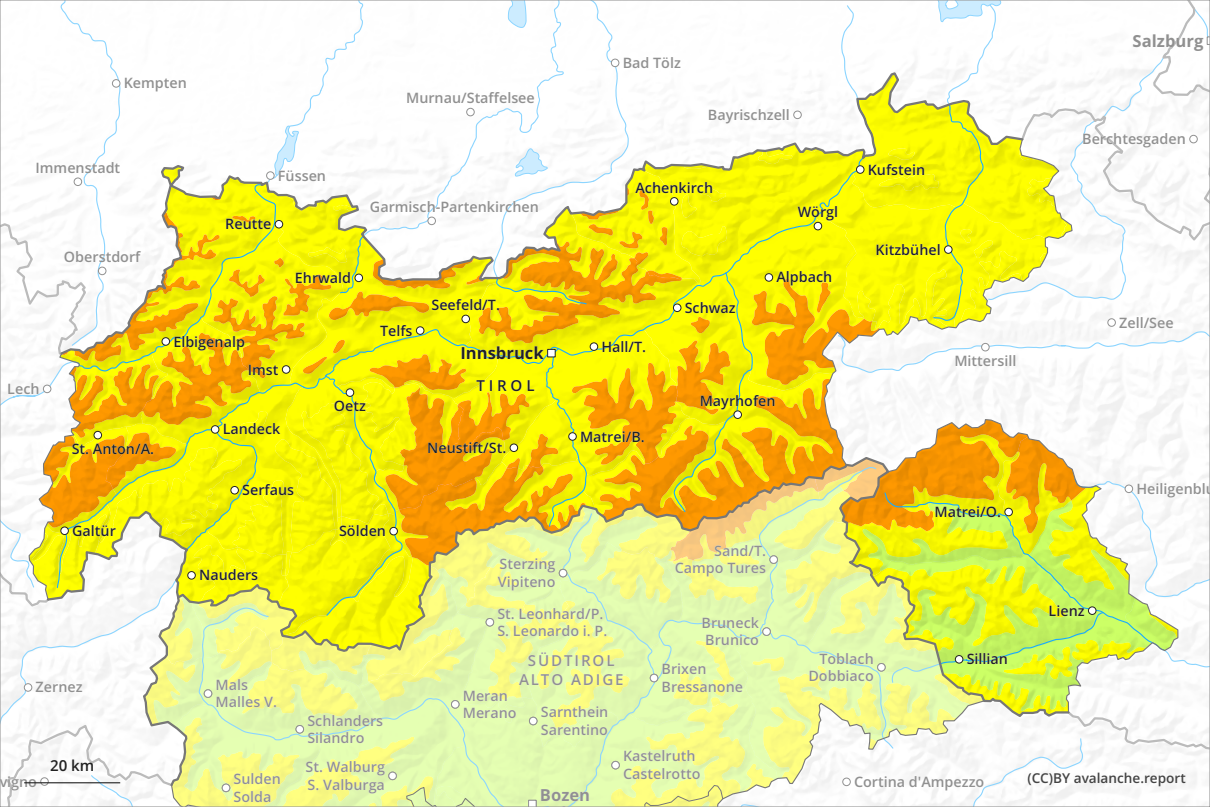 Salzburg
Bad Tölz
Kempten
Murnau/Staffelsee
Bayrischzell
Berchtesgaden
Immenstadt
Füssen
Kufstein
Achenkirch
Garmisch-Partenkirchen
Wörgl
Reutte
Kitzbühel
Oberstdorf
Ehrwald
Alpbach
Seefeld/T.
Schwaz
Zell/See
Telfs
Elbigenalp
Innsbruck
Hall/T.
Mittersill
Imst
TIROL
Lech
Oetz
Mayrhofen
Landeck
Matrei/B.
St. Anton/A.
Neustift/St.
Serfaus
Heiligenblu
Matrei/O.
Galtür
Sölden
Sterzing
Vipiteno
Sand/T.
Campo Tures
Nauders
St. Leonhard/P.
S. Leonardo i. P.
Lienz
Bruneck
Brunico
SÜDTIROL
ALTO ADIGE
Toblach
Dobbiaco
Sillian
Brixen
Bressanone
Zernez
Mals
Malles V.
Meran
Merano
Sarnthein
Sarentino
Schlanders
Silandro
Kastelruth
Castelrotto
20 km
St. Walburg
S. Valburga
Sulden
Solda
vigno
Cortina d'Ampezzo
(CC)BY avalanche.report
Bozen